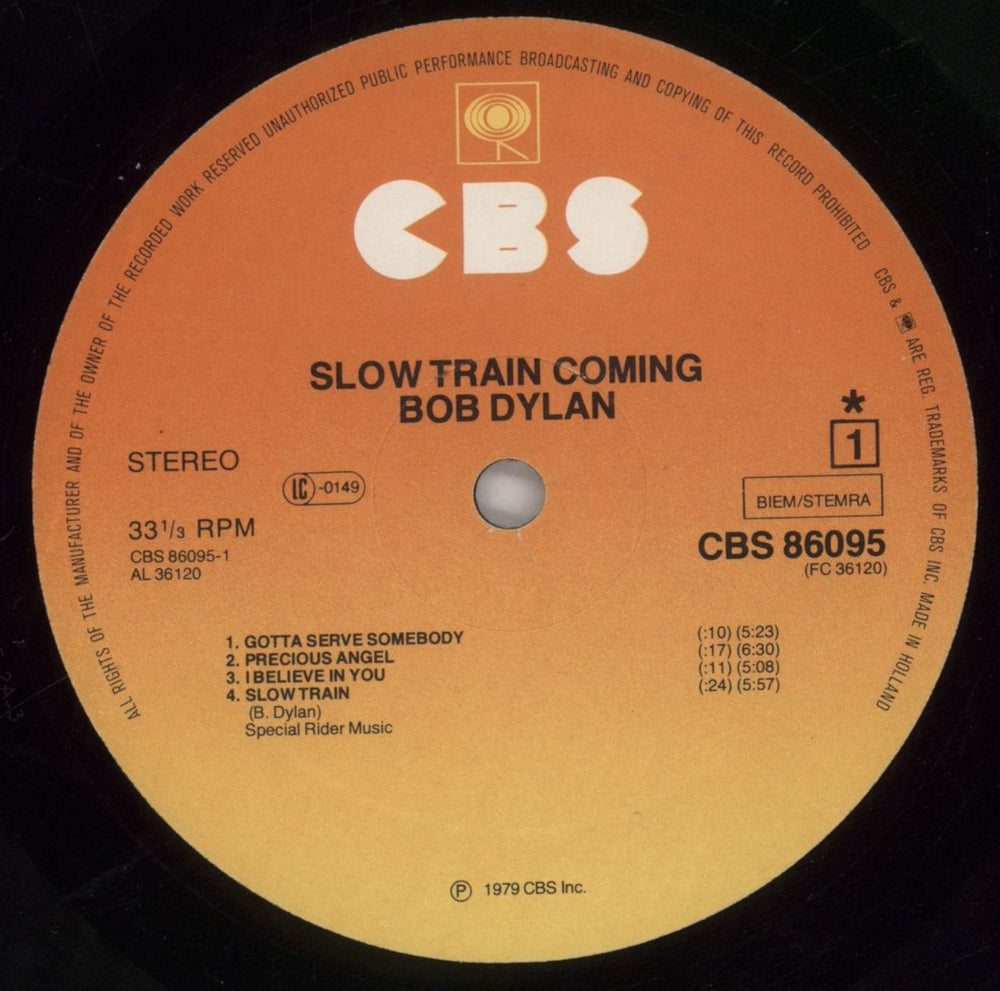 ALL RIGHTS OF THE MANUFACTURER AND OF THE OWNER OF THE RECORDED WORK RESERVED UNAUTHORIZED PUBLIC PERFORMANCE BROADCASTING AND COPYING OF THIS RECORD PROHIBITED
CBS & ARE REG. TRADEMARKS OF CBS INC. MADE IN HOLLAND
CBS
SLOW TRAIN COMING
BOB DYLAN
STEREO
LC-0149
33 1/3 RPM
CBS 86095-1
AL 36120
*
1
BIEM/STEMRA
CBS 86095
(FC 36120)
1. GOTTA SERVE SOMEBODY (:10) (5:23)
2. PRECIOUS ANGEL (:17) (6:30)
3. I BELIEVE IN YOU (:11) (5:08)
4. SLOW TRAIN (:24) (5:57)
(B. Dylan)
Special Rider Music
Ⓟ 1979 CBS Inc.